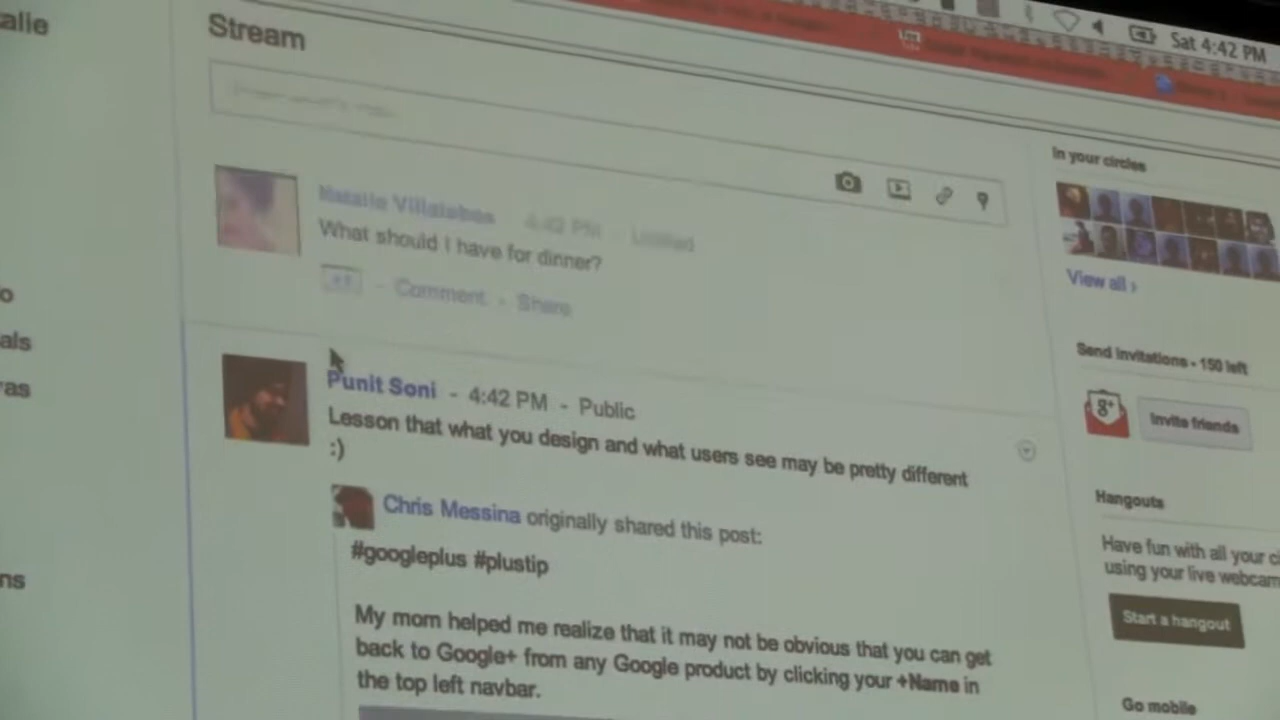 alie
Stream
Sat 4:42 PM
Natalie Villalobos 4:42 PM - Limited
What should I have for dinner?
+1 - Comment - Share
Punit Soni - 4:42 PM - Public
Lesson that what you design and what users see may be pretty different
:)
Chris Messina originally shared this post:
#googleplus #plustip
My mom helped me realize that it may not be obvious that you can get
back to Google+ from any Google product by clicking your +Name in
the top left navbar.
o
als
ras
ns
In your circles
View all ›
Send invitations - 150 left
g+
Invite friends
Hangouts
Have fun with all your c
using your live webcam
Start a hangout
Go mobile